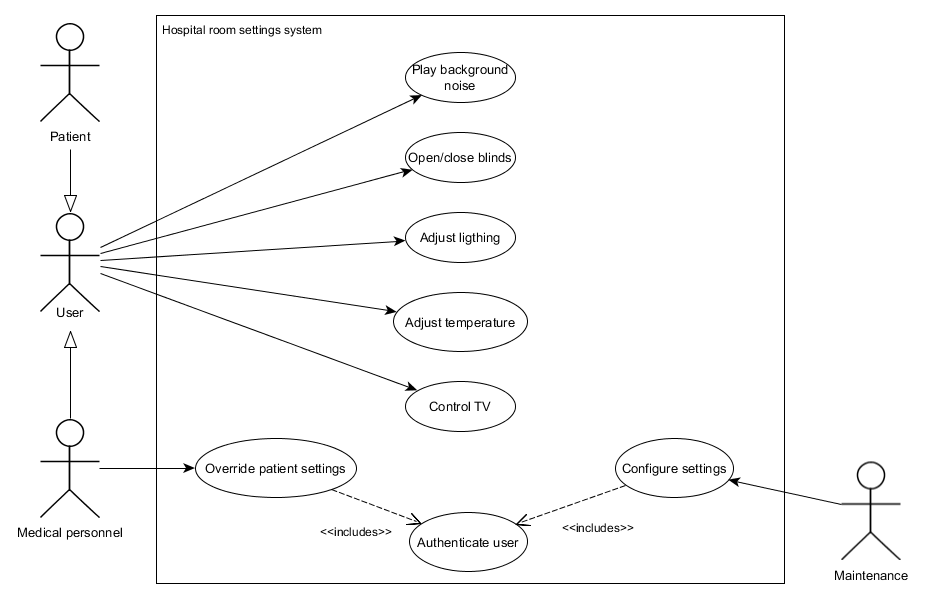 Hospital room settings system
Patient
Play background
noise
Open/close blinds
Adjust ligthing
User
Adjust temperature
Control TV
Override patient settings
Configure settings
Medical personnel
<<includes>>
<<includes>>
Authenticate user
Maintenance